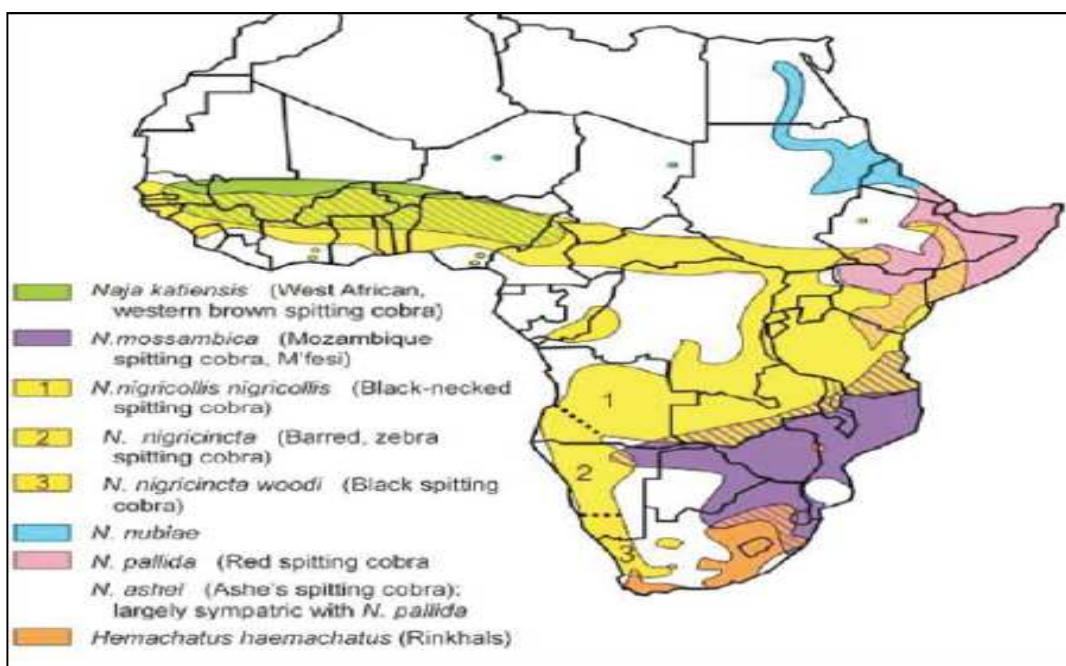 Naja katiensis (West African,
western brown spitting cobra)
N.mossambica (Mozambique
spitting cobra, M'fesi)
1 N.nigricollis nigricollis (Black-necked
spitting cobra)
2 N. nigricincta (Barred, zebra
spitting cobra)
3 N. nigricincta woodi (Black spitting
cobra)
N. nubiae
N. pallida (Red spitting cobra
N. ashei (Ashe's spitting cobra):
largely sympatric with N. pallida
Hemachatus haemachatus (Rinkhals)
1
2
3